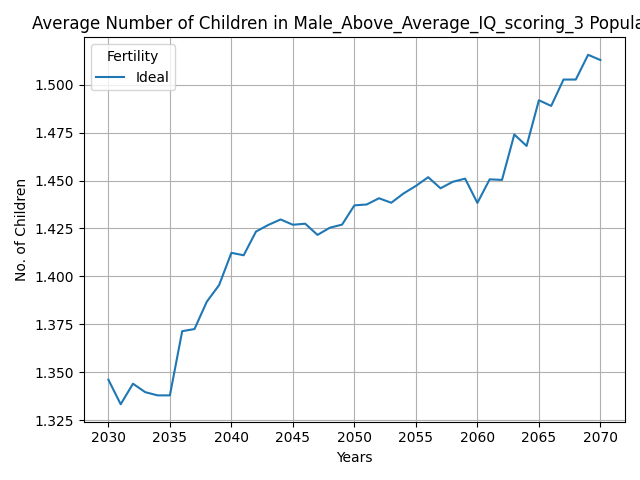 Average Number of Children in Male_Above_Average_IQ_scoring_3 Popula
Fertility
Ideal
1.500
1.475
1.450
1.425
1.400
1.375
1.350
1.325
No. of Children
2030 2035 2040 2045 2050 2055 2060 2065 2070
Years